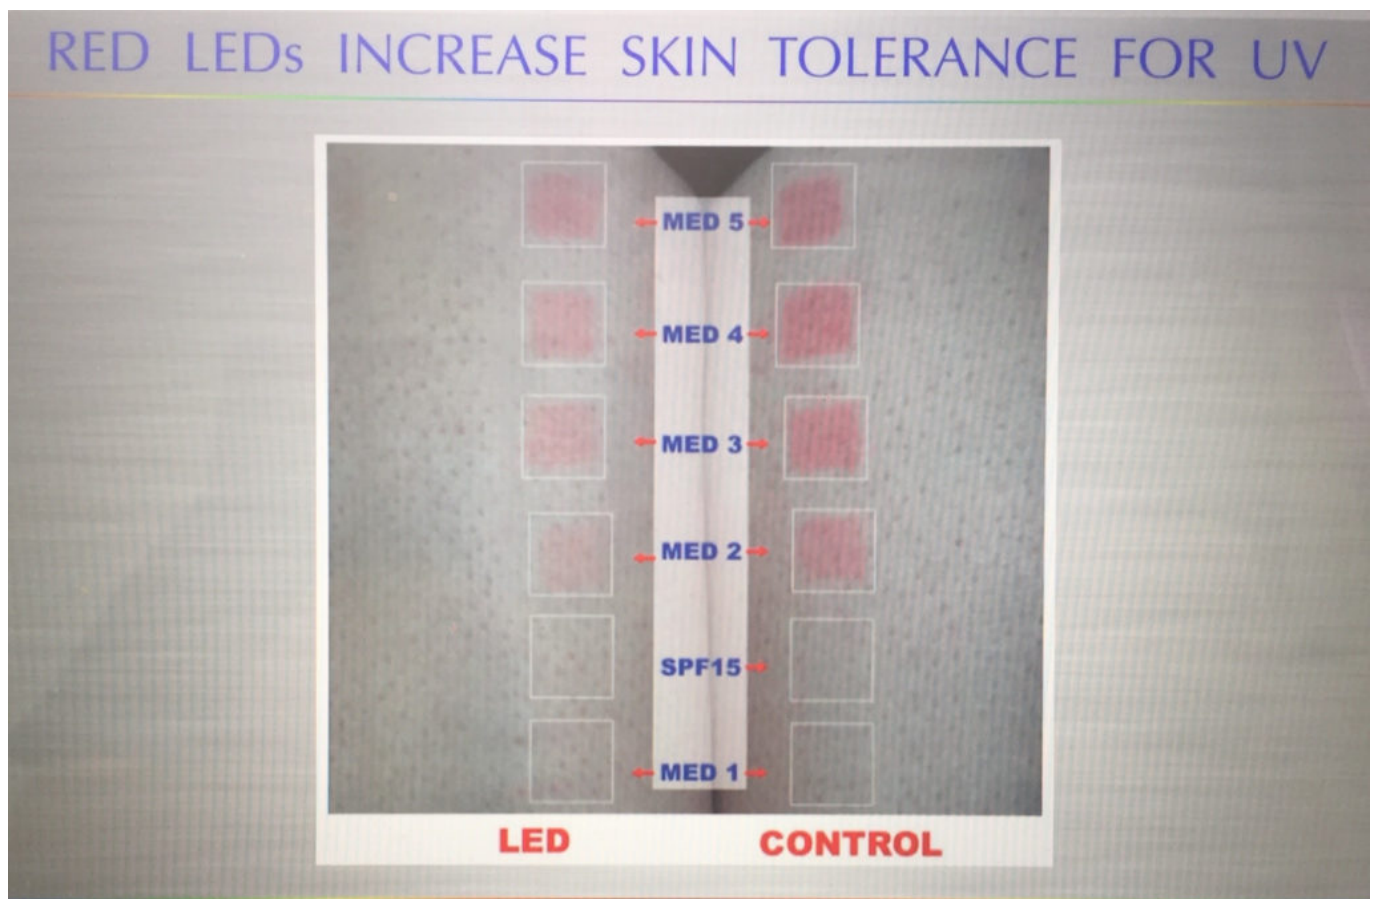 RED LEDs INCREASE SKIN TOLERANCE FOR UV
MED 5
MED 4
MED 3
MED 2
SPF15
MED 1
LED CONTROL